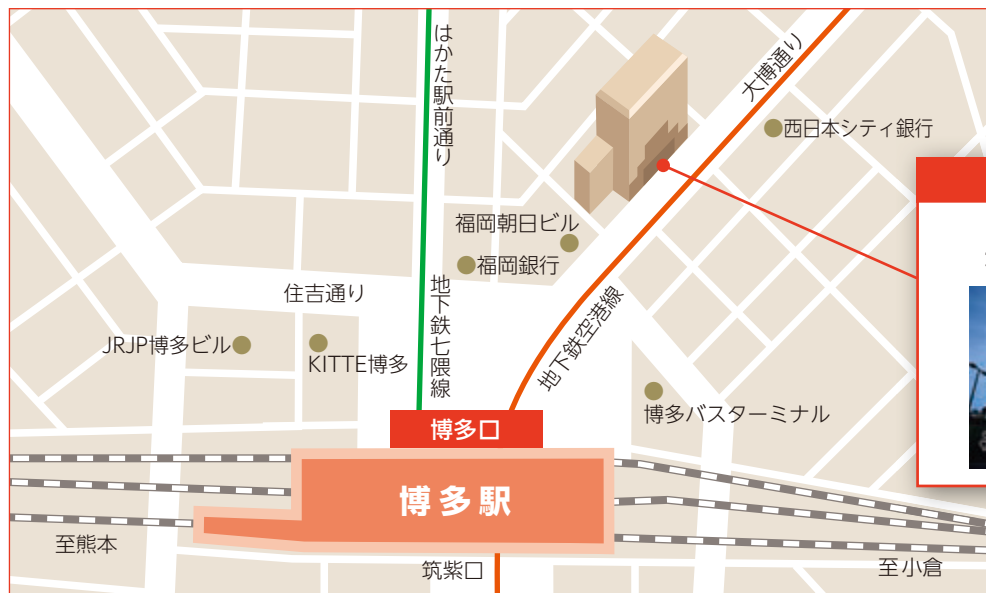 はかた駅前通り
大博通り
西日本シティ銀行
福岡朝日ビル
福岡銀行
住吉通り
地下鉄七隈線
地下鉄空港線
JRJP博多ビル
KITTE博多
博多バスターミナル
博多口
博多駅
至熊本
筑紫口
至小倉